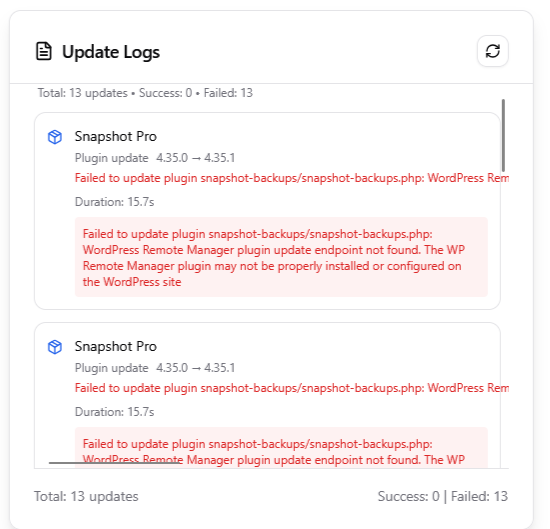 Update Logs
Total: 13 updates • Success: 0 • Failed: 13
Snapshot Pro
Plugin update 4.35.0 → 4.35.1
Failed to update plugin snapshot-backups/snapshot-backups.php: WordPress Rem
Duration: 15.7s
Failed to update plugin snapshot-backups/snapshot-backups.php:
WordPress Remote Manager plugin update endpoint not found. The WP
Remote Manager plugin may not be properly installed or configured on
the WordPress site
Snapshot Pro
Plugin update 4.35.0 → 4.35.1
Failed to update plugin snapshot-backups/snapshot-backups.php: WordPress Rem
Duration: 15.7s
Failed to update plugin snapshot-backups/snapshot-backups.php:
WordPress Remote Manager plugin update endpoint not found. The WP
Total: 13 updates
Success: 0 | Failed: 13